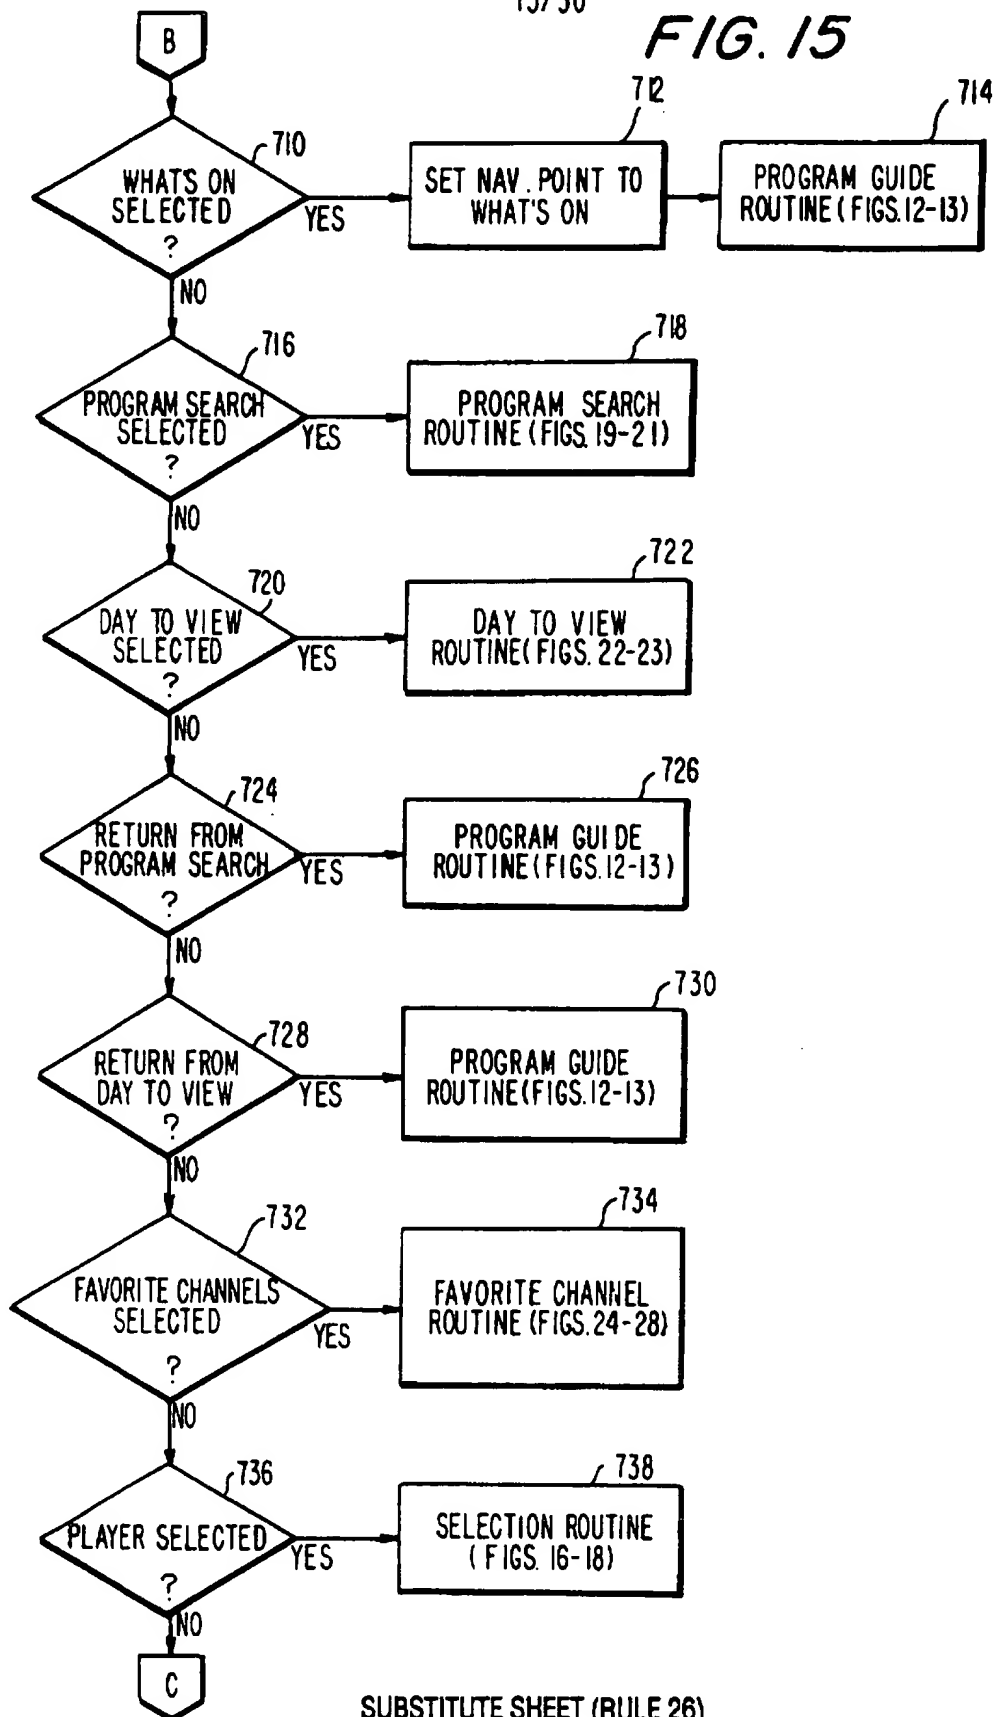 15/30
FIG. 15
B
710
WHAT'S ON
SELECTED
?
YES
NO
712
SET NAV. POINT TO
WHAT'S ON
714
PROGRAM GUIDE
ROUTINE (FIGS.12-13)
716
PROGRAM SEARCH
SELECTED
?
YES
NO
718
PROGRAM SEARCH
ROUTINE (FIGS. 19-21)
720
DAY TO VIEW
SELECTED
?
YES
NO
722
DAY TO VIEW
ROUTINE (FIGS. 22-23)
724
RETURN FROM
PROGRAM SEARCH
?
YES
NO
726
PROGRAM GUIDE
ROUTINE (FIGS.12-13)
728
RETURN FROM
DAY TO VIEW
?
YES
NO
730
PROGRAM GUIDE
ROUTINE (FIGS.12-13)
732
FAVORITE CHANNELS
SELECTED
?
YES
NO
734
FAVORITE CHANNEL
ROUTINE (FIGS.24-28)
736
PLAYER SELECTED
?
YES
NO
738
SELECTION ROUTINE
(FIGS. 16-18)
C
SUBSTITUTE SHEET (RULE 26)